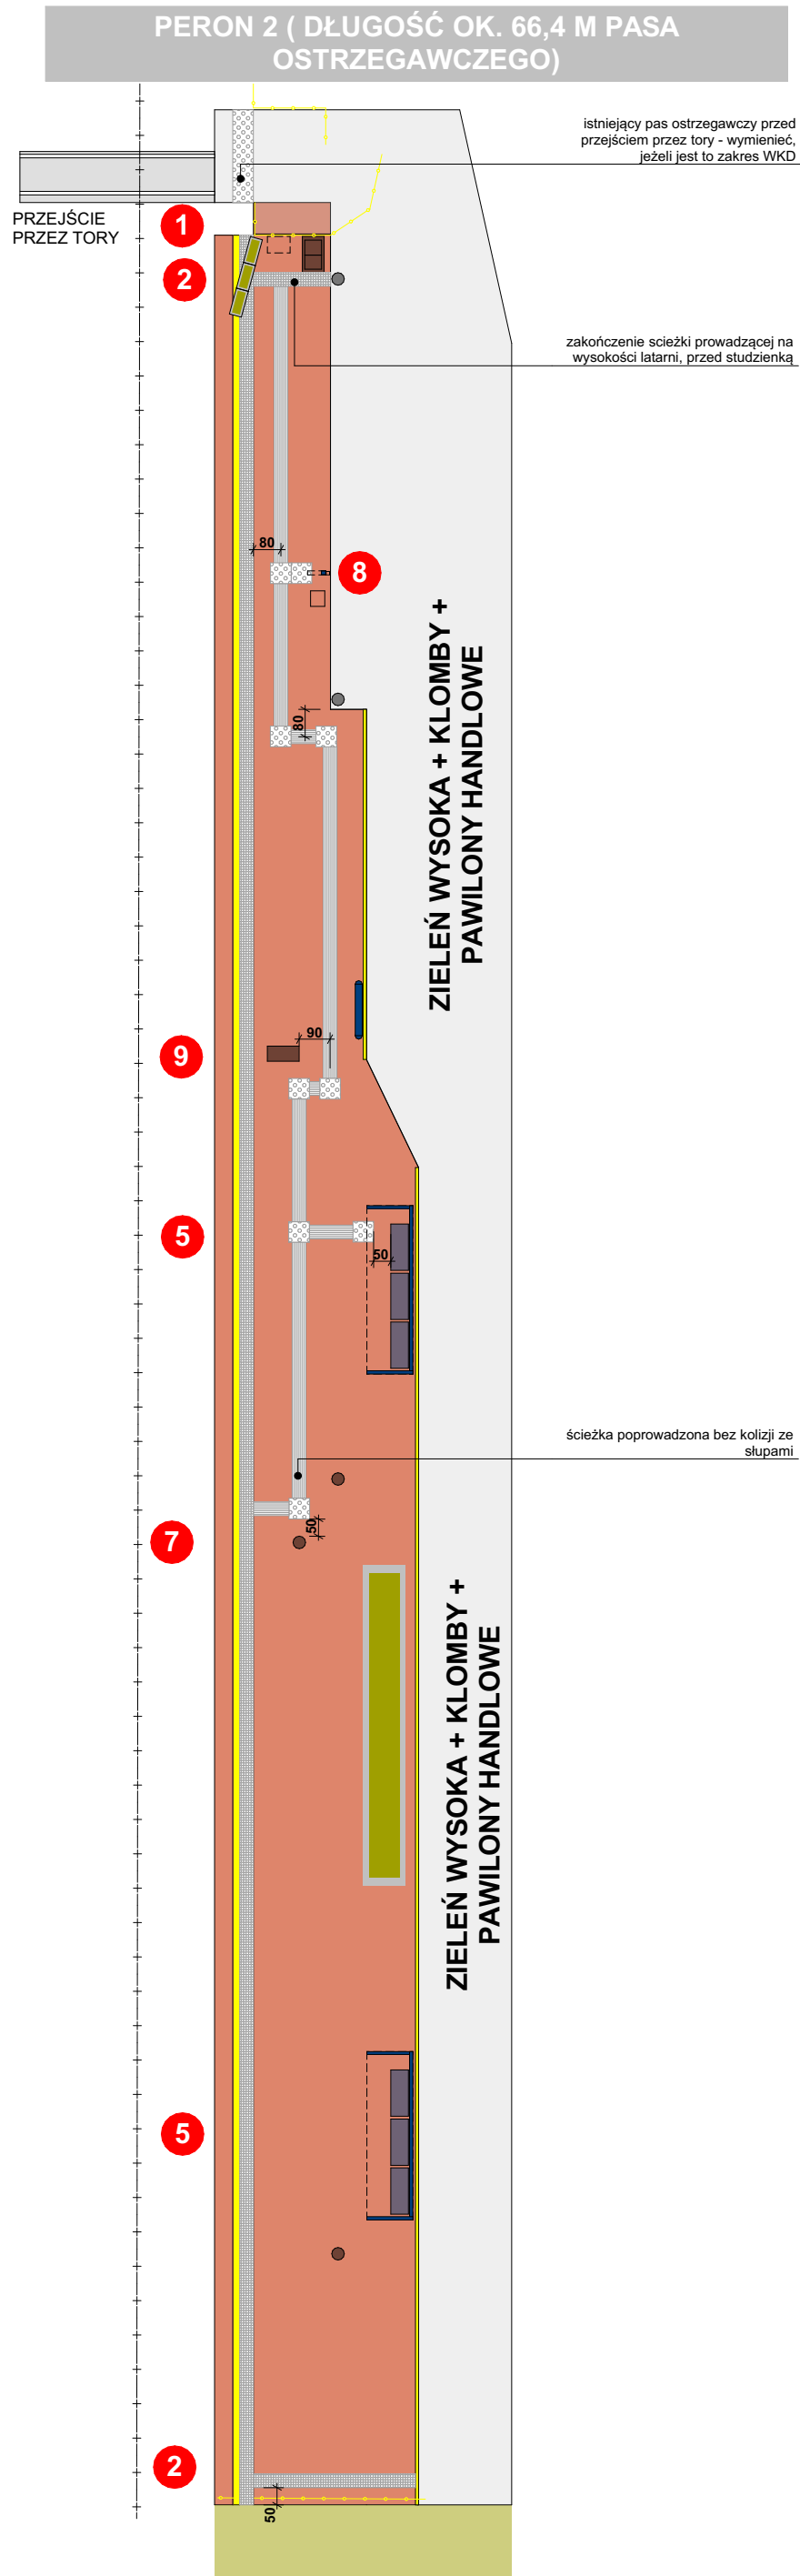 PERON 2 ( DŁUGOŚĆ OK. 66,4 M PASA
OSTRZEGAWCZEGO)
istniejący pas ostrzegawczy przed
przejściem przez tory - wymienieć,
jeżeli jest to zakres WKD
PRZEJŚCIE
PRZEZ TORY
1
2
zakończenie scieżki prowadzącej na
wysokości latarni, przed studzienką
80
8
ZIELEŃ WYSOKA + KLOMBY +
PAWILONY HANDLOWE
80
90
9
5
50
ścieżka poprowadzona bez kolizji ze
słupami
50
7
ZIELEŃ WYSOKA + KLOMBY +
PAWILONY HANDLOWE
5
2
50